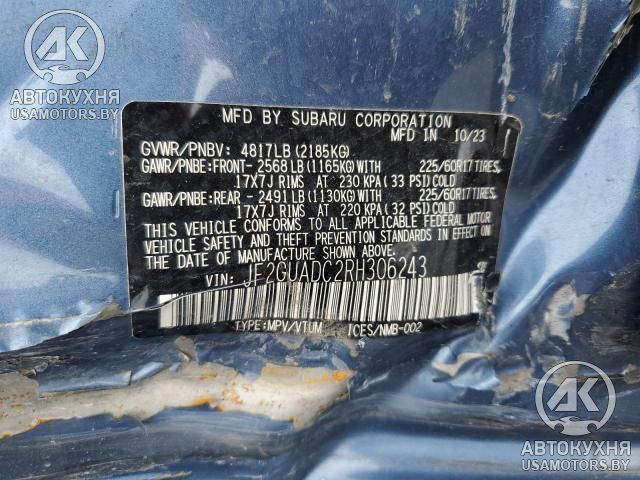 AK
АВТОКУХНЯ
USAMOTORS.BY
MFD BY SUBARU CORPORATION
MFD IN 10/23
GVWR/PNBV: 4817LB (2185KG)
GAWR/PNBE:FRONT- 2568LB (1165KG) WITH 225/60R17 TIRES,
17X7J RIMS AT 230 KPA (33 PSI) COLD
GAWR/PNBE:REAR - 2491LB (1130KG) WITH 225/60R17 TIRES,
17X7J RIMS AT 220 KPA (32 PSI) COLD
THIS VEHICLE CONFORMS TO ALL APPLICABLE FEDERAL MOTOR
VEHICLE SAFETY AND THEFT PREVENTION STANDARDS IN EFFECT ON
THE DATE OF MANUFACTURE SHOWN ABOVE.
VIN: JF2GUADC2RH306243
TYPE:MPV/VTUM ICES/NMB-002
AK
АВТОКУХНЯ
USAMOTORS.BY